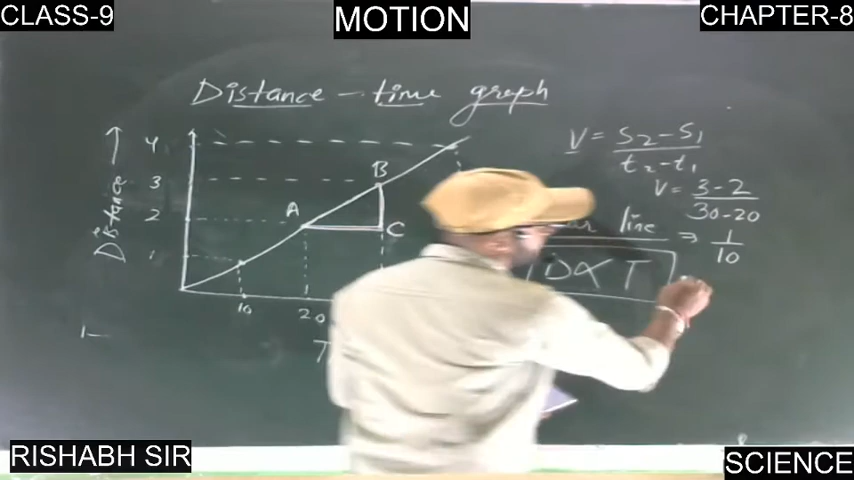 CLASS-9
MOTION
CHAPTER-8
Distance - time graph
V = S2-S1 / t2-t1
V = 3-2 / 30-20
⇒ 1/10
line
D∝T
Distance →
4
3
2
1
A
B
C
10
20
T
RISHABH SIR
SCIENCE